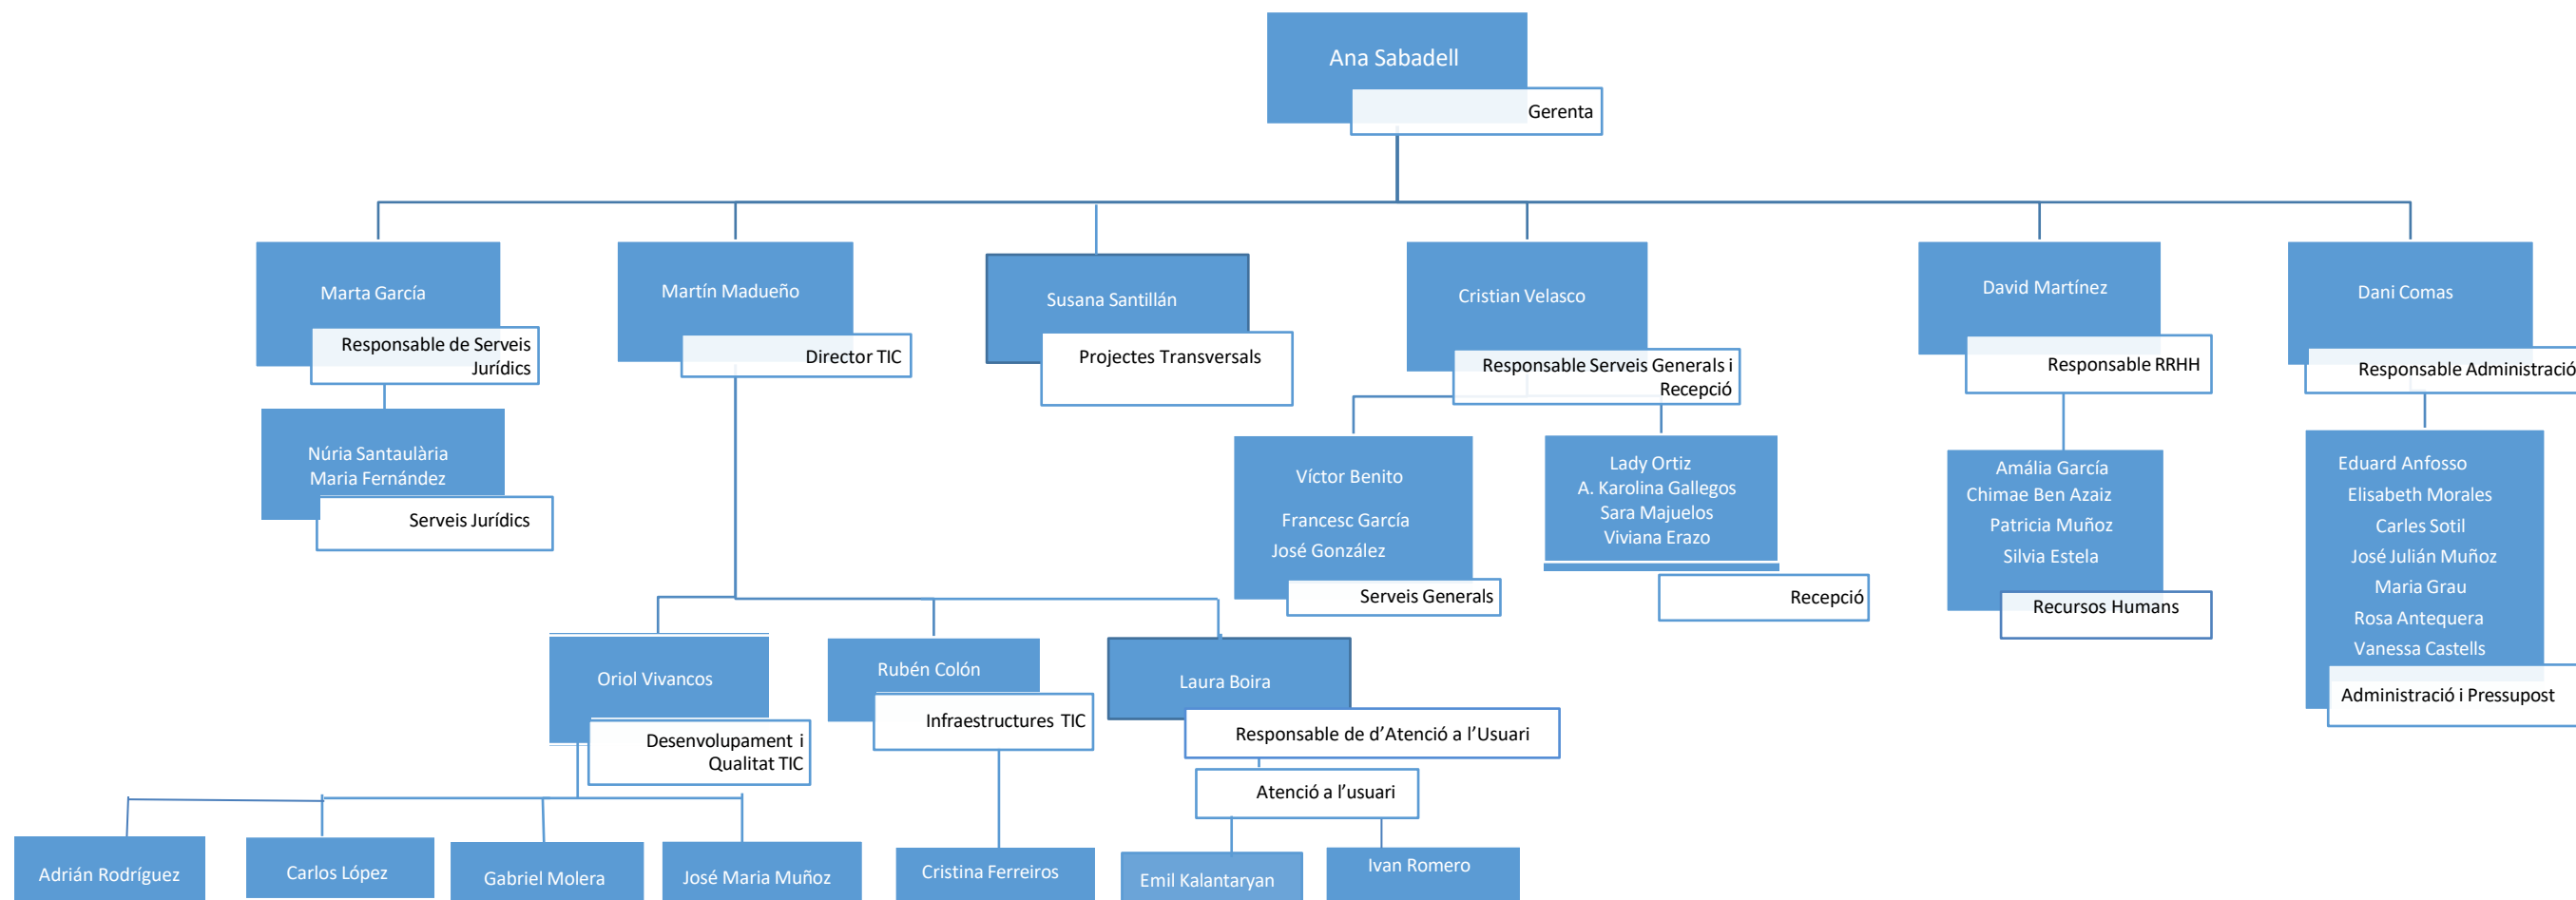 Ana Sabadell
Gerenta
Marta García
Responsable de Serveis
Jurídics
Martín Madueño
Director TIC
Susana Santillán
Projectes Transversals
Cristian Velasco
Responsable Serveis Generals i
Recepció
David Martínez
Responsable RRHH
Dani Comas
Responsable Administració
Núria Santaulària
Maria Fernández
Serveis Jurídics
Víctor Benito
Francesc García
José González
Serveis Generals
Lady Ortiz
A. Karolina Gallegos
Sara Majuelos
Viviana Erazo
Recepció
Amália García
Chimae Ben Azaiz
Patricia Muñoz
Silvia Estela
Recursos Humans
Eduard Anfosso
Elisabeth Morales
Carles Sotil
José Julián Muñoz
Maria Grau
Rosa Antequera
Vanessa Castells
Administració i Pressupost
Oriol Vivancos
Desenvolupament i
Qualitat TIC
Rubén Colón
Infraestructures TIC
Laura Boira
Responsable de d’Atenció a l’Usuari
Atenció a l’usuari
Adrián Rodríguez
Carlos López
Gabriel Molera
José Maria Muñoz
Cristina Ferreiros
Emil Kalantaryan
Ivan Romero